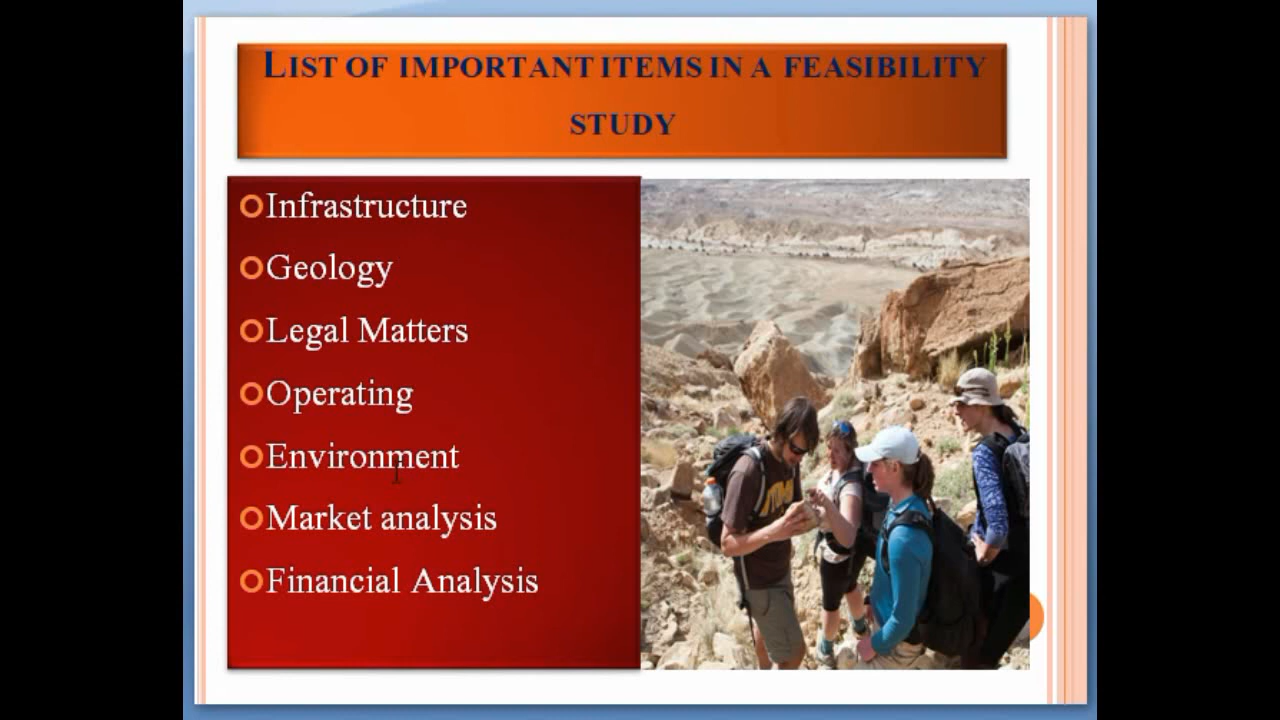 LIST OF IMPORTANT ITEMS IN A FEASIBILITY
STUDY
Infrastructure
Geology
Legal Matters
Operating
Environment
Market analysis
Financial Analysis